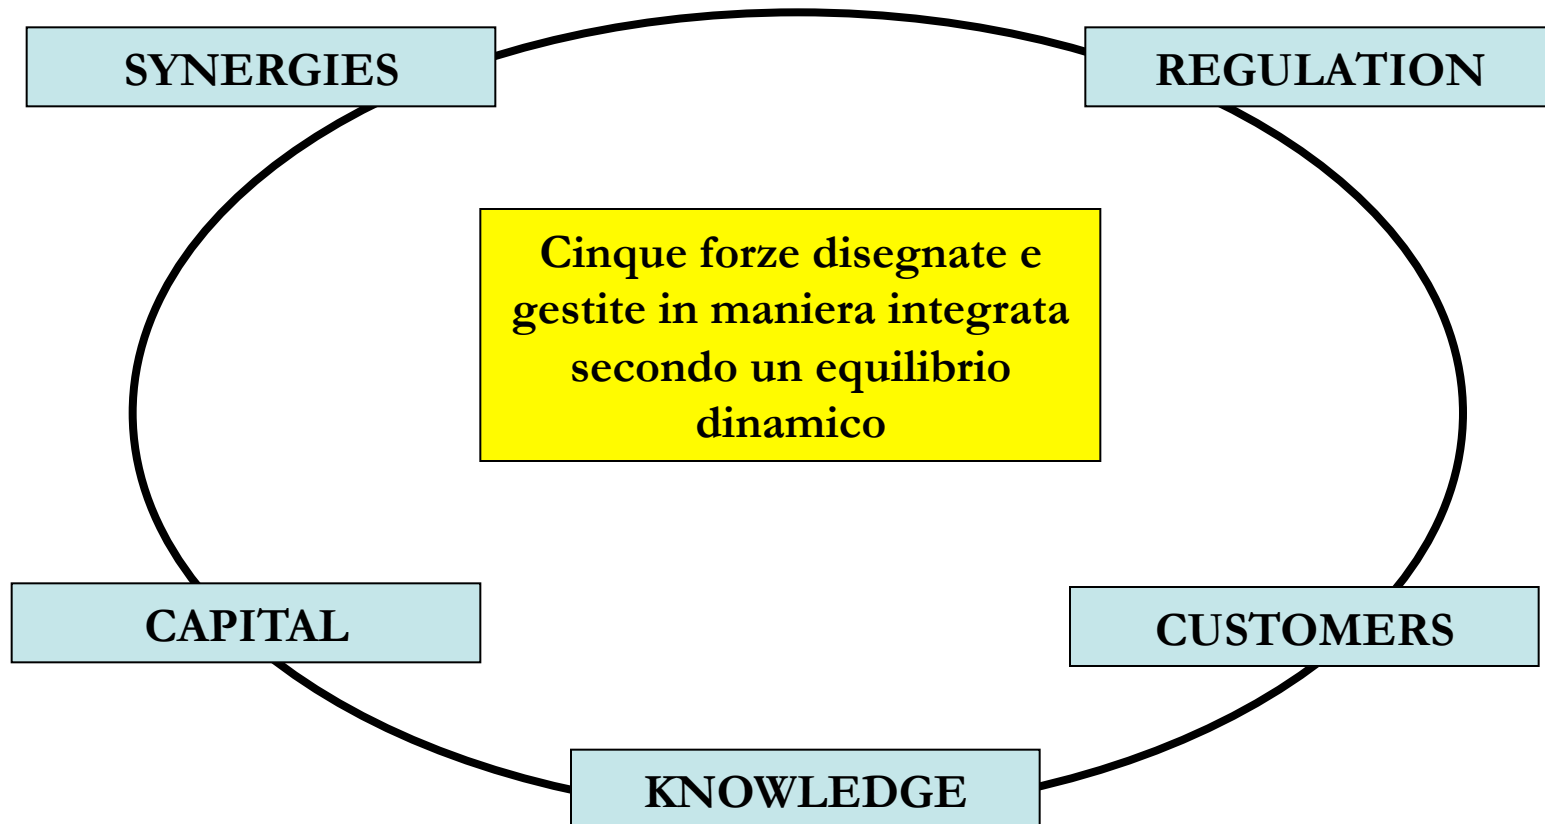 SYNERGIES
REGULATION
Cinque forze disegnate e
gestite in maniera integrata
secondo un equilibrio
dinamico
CAPITAL
CUSTOMERS
KNOWLEDGE